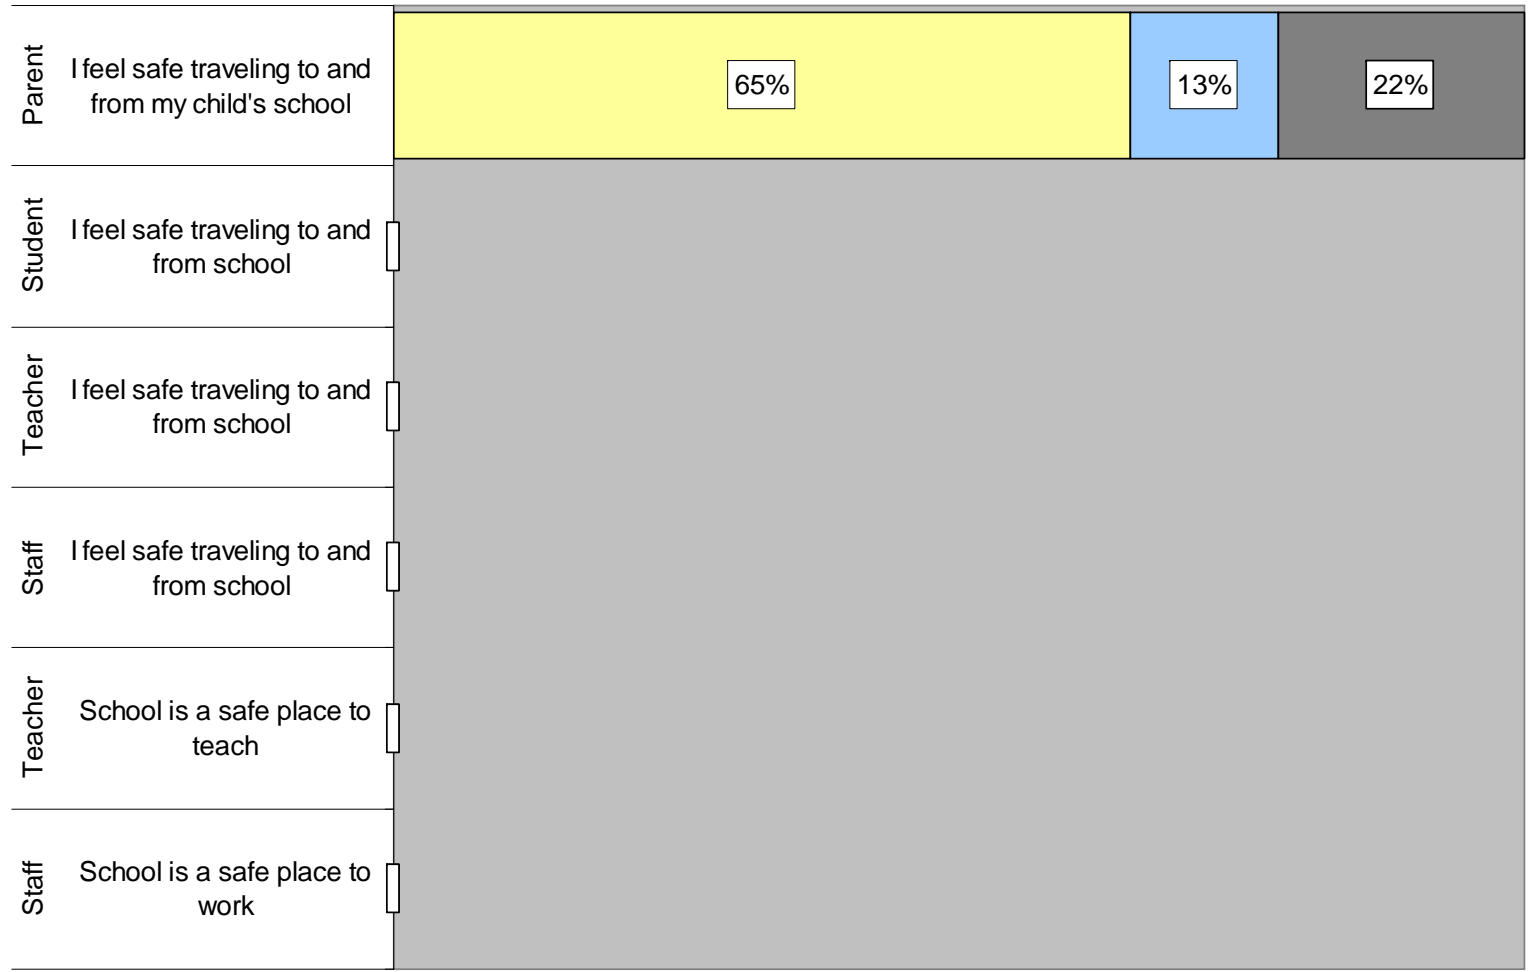 Parent
I feel safe traveling to and
from my child's school
65%
13%
22%
Student
I feel safe traveling to and
from school
Teacher
I feel safe traveling to and
from school
Staff
I feel safe traveling to and
from school
Teacher
School is a safe place to
teach
Staff
School is a safe place to
work